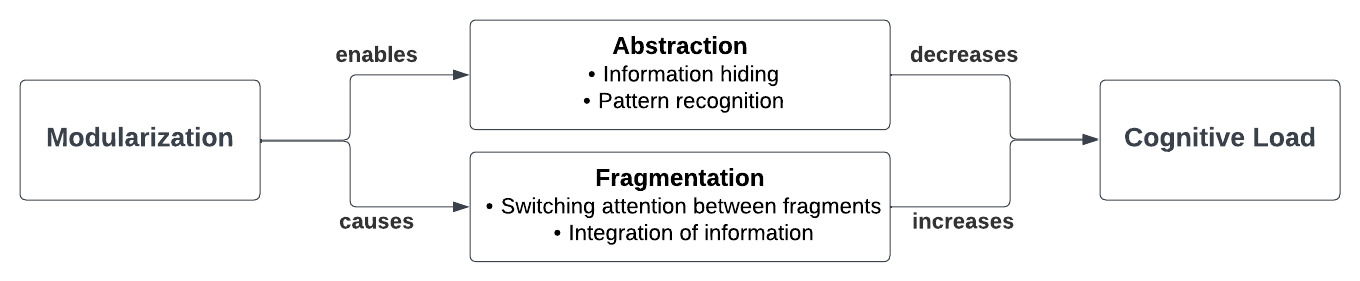 Modularization
enables
causes
Abstraction
• Information hiding
• Pattern recognition
Fragmentation
• Switching attention between fragments
• Integration of information
decreases
increases
Cognitive Load